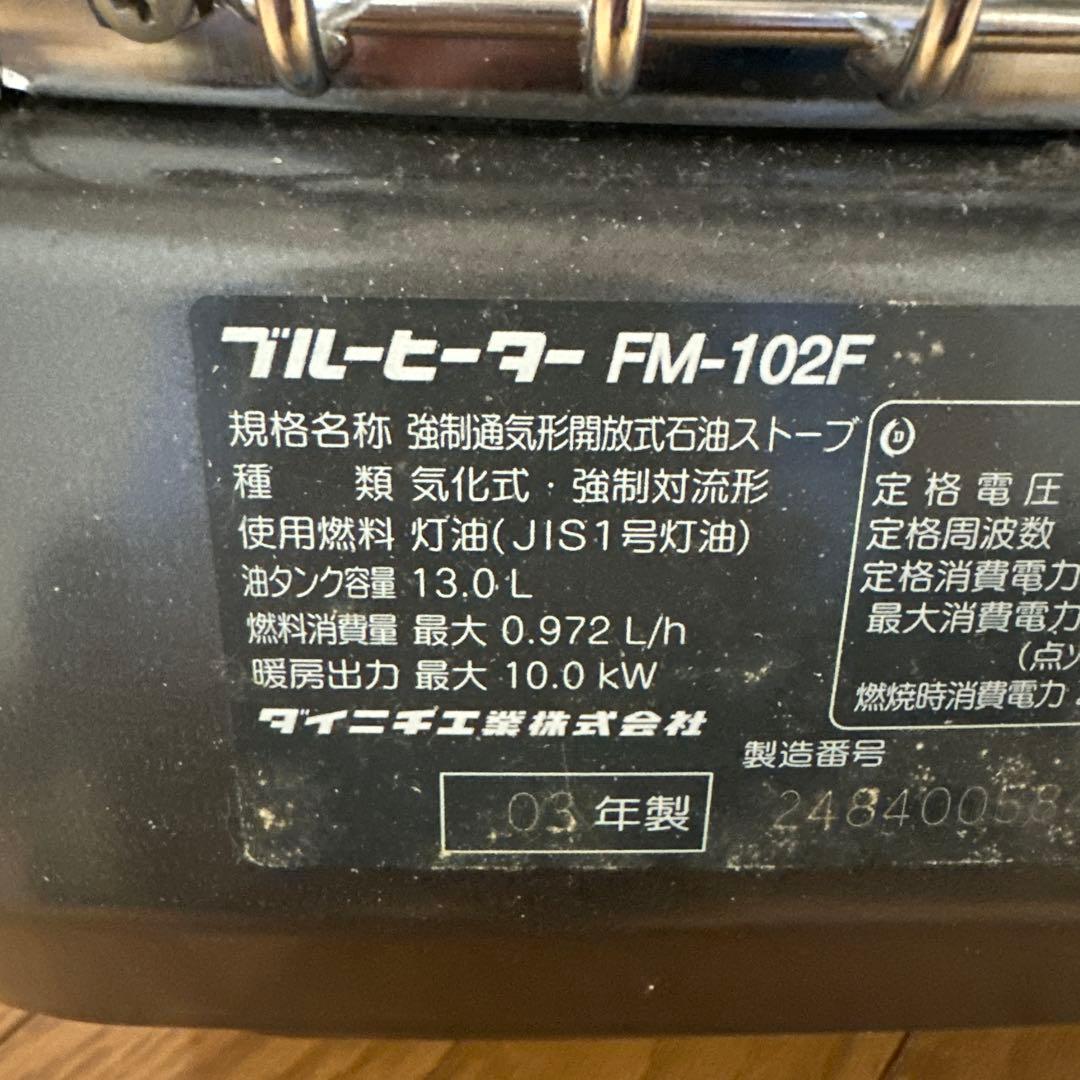 ブルーヒーター FM-102F
規格名称 強制通気形開放式石油ストーブ
種　　類 気化式・強制対流形
使用燃料 灯油(JIS1号灯油)
油タンク容量 13.0 L
燃料消費量 最大 0.972 L/h
暖房出力 最大 10.0 kW
ダイニチ工業株式会社
03 年製
定格電圧
定格周波数
定格消費電力
最大消費電力
(点火
燃焼時消費電力
製造番号
24840058